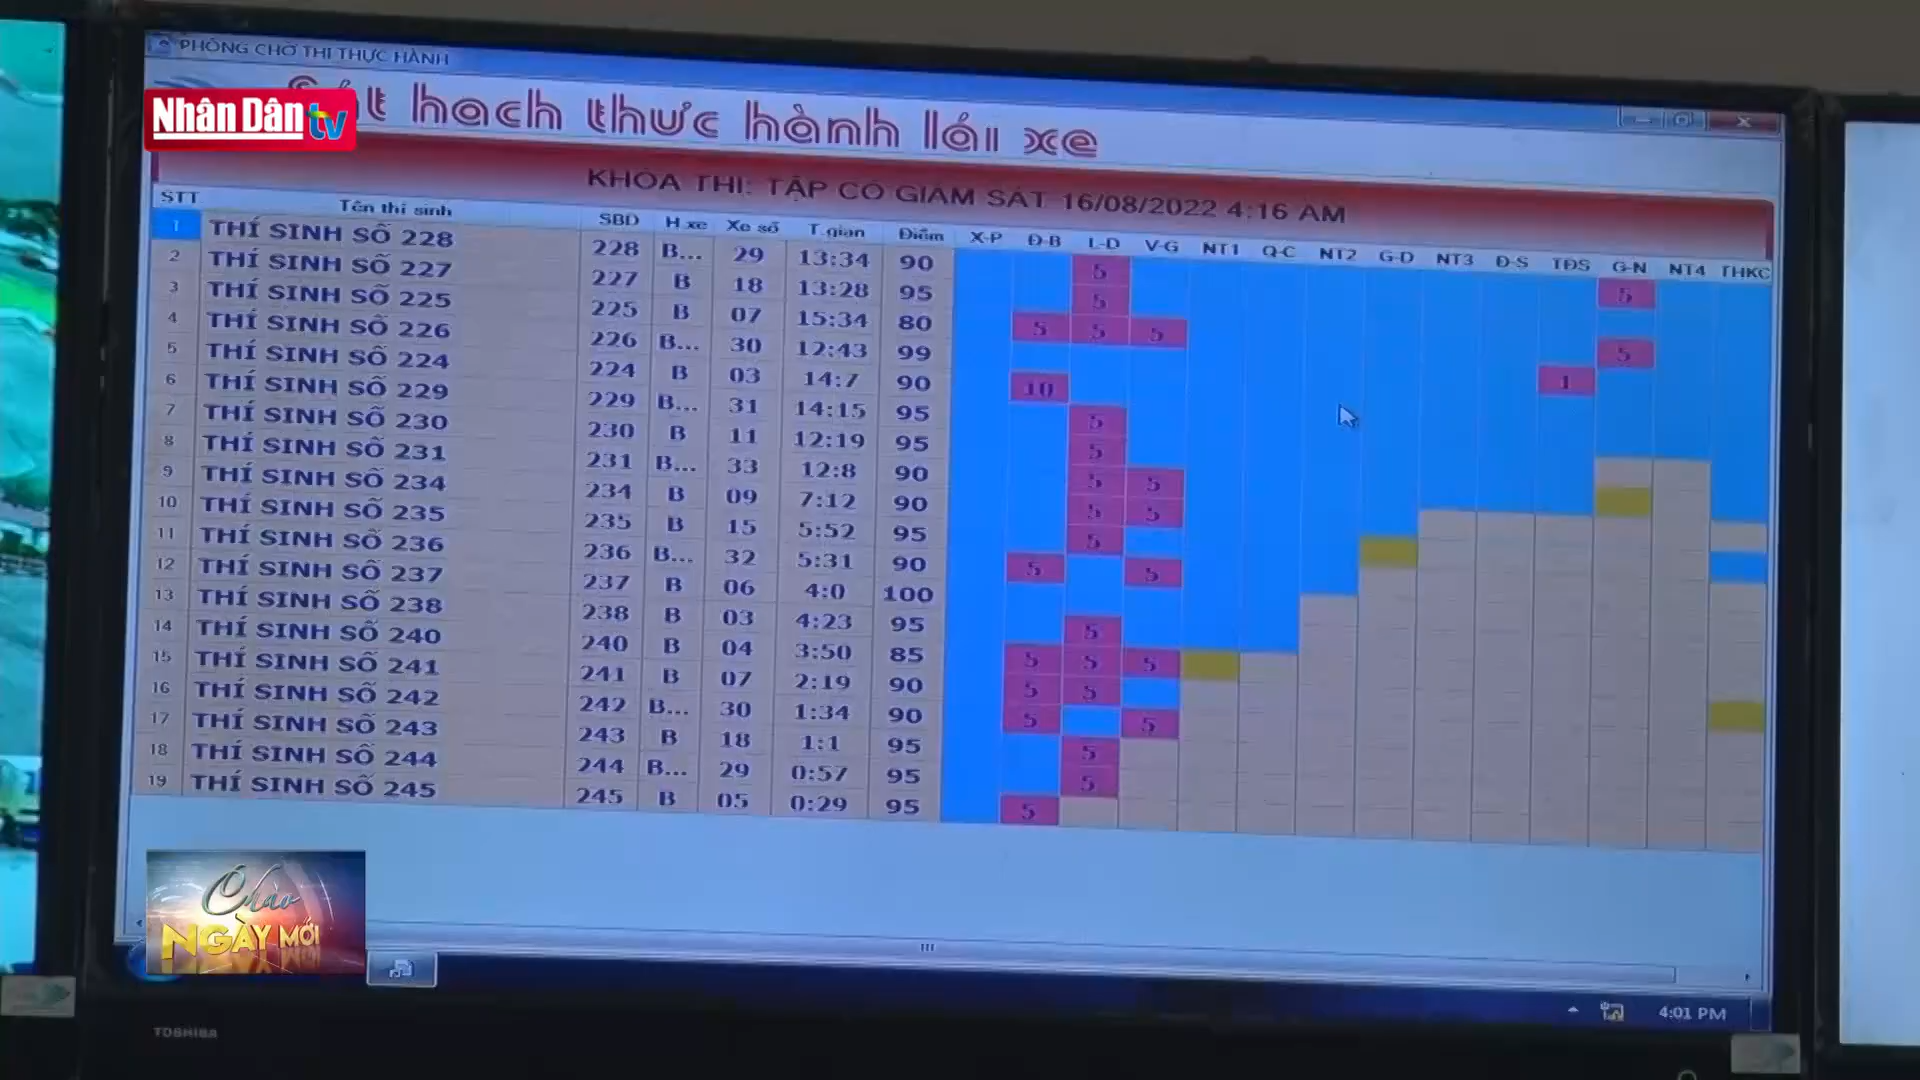 PHÒNG CHỜ THI THỰC HÀNH
Nhân Dân tv
hạch thực hành lái xe
KHÓA THI: TẬP CÓ GIÁM SÁT 16/08/2022 4:16 AM
STT Tên thí sinh SBD H.xe Xe số T.gian Điểm X-P Đ-B L-D V-G NT1 Q-C NT2 G-D NT3 Đ-S TĐS G-N NT4 THKC
1 THÍ SINH SỐ 228 228 B... 29 13:34 90 5 5
2 THÍ SINH SỐ 227 227 B 18 13:28 95 5
3 THÍ SINH SỐ 225 225 B 07 15:34 80 5 5 5 5
4 THÍ SINH SỐ 226 226 B... 30 12:43 99 1
5 THÍ SINH SỐ 224 224 B 03 14:7 90 10
6 THÍ SINH SỐ 229 229 B... 31 14:15 95 5
7 THÍ SINH SỐ 230 230 B 11 12:19 95 5
8 THÍ SINH SỐ 231 231 B... 33 12:8 90 5 5
9 THÍ SINH SỐ 234 234 B 09 7:12 90 5 5
10 THÍ SINH SỐ 235 235 B 15 5:52 95 5
11 THÍ SINH SỐ 236 236 B... 32 5:31 90 5 5
12 THÍ SINH SỐ 237 237 B 06 4:0 100
13 THÍ SINH SỐ 238 238 B 03 4:23 95 5
14 THÍ SINH SỐ 240 240 B 04 3:50 85 5 5 5
15 THÍ SINH SỐ 241 241 B 07 2:19 90 5 5
16 THÍ SINH SỐ 242 242 B... 30 1:34 90 5 5
17 THÍ SINH SỐ 243 243 B 18 1:1 95 5
18 THÍ SINH SỐ 244 244 B... 29 0:57 95 5
19 THÍ SINH SỐ 245 245 B 05 0:29 95 5
Chào
NGÀY MỚI
4:01 PM
TOSHIBA